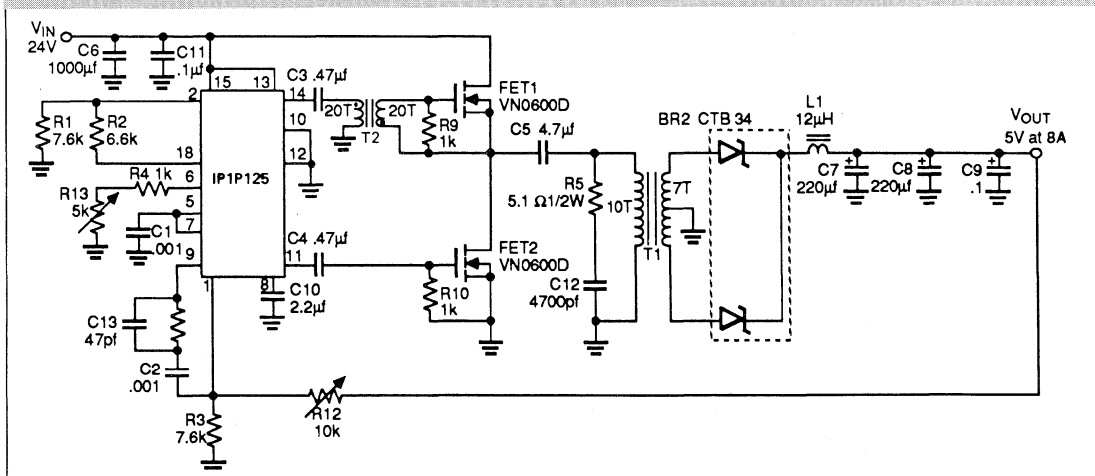 VIN
24V
C6
1000µf
C11
.1µf
15
13
2
14
C3 .47µf
20T
20T
T2
FET1
VN0600D
R9
1k
C5 4.7µf
BR2 CTB 34
L1
12µH
VOUT
5V at 8A
R1
7.6k
R2
6.6k
10
12
18
IP1P125
R4 1k
6
R13
5k
5
7
C1
.001
R5
5.1 Ω1/2W
10T
7T
T1
C7
220µf
C8
220µf
C9
.1
+
+
+
C4 .47µf
9
11
1
8
C10
2.2µf
FET2
VN0600D
R10
1k
C12
4700pf
C13
47pf
C2
.001
R3
7.6k
R12
10k